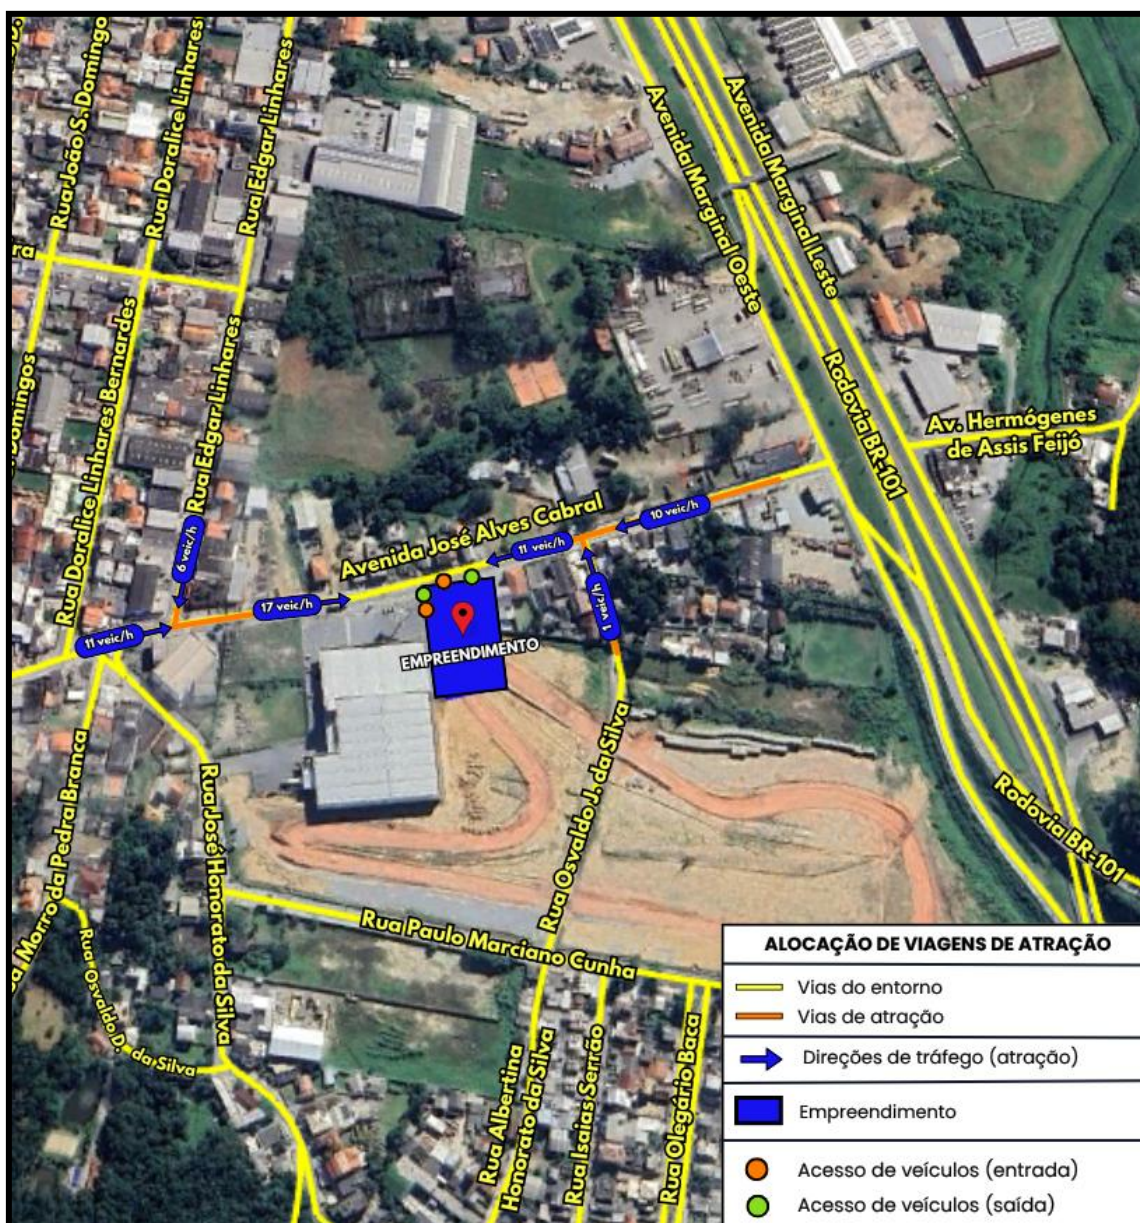 Rua João S. Domingo
Rua Doralice Linhares
Rua Edgar Linhares
Avenida Marginal Oeste
Avenida Marginal Leste
ra
Domingos
Rua Doralice Linhares Bernardes
Rua Edgar Linhares
Rodovia BR-101
Av. Hermógenes
de Assis Feijó
Avenida José Alves Cabral
10 veic/h
11 veic/h
6 veic/h
1 veic/h
17 veic/h
11 veic/h
EMPREENDIMENTO
Morro da Pedra Branca
Rua José Honorato da Silva
Rua Osvaldo J. da Silva
Rodovia BR-101
Rua Paulo Marciano Cunha
Rua Osvaldo D. da Silva
Rua Albertina
Honorato da Silva
Rua Isaias Serrão
Rua Olegário Baca
ALOCAÇÃO DE VIAGENS DE ATRAÇÃO
Vias do entorno
Vias de atração
Direções de tráfego (atração)
Empreendimento
Acesso de veículos (entrada)
Acesso de veículos (saída)